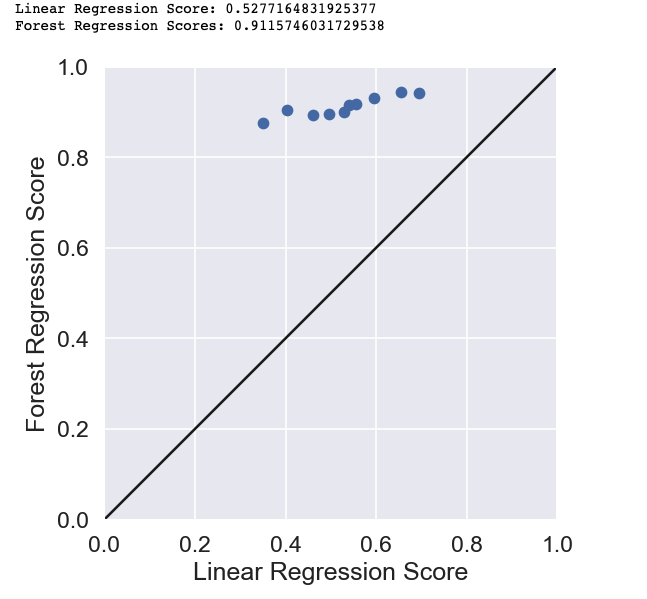 Linear Regression Score: 0.5277164831925377
Forest Regression Scores: 0.9115746031729538
1.0
0.8
0.6
0.4
0.2
0.0
Forest Regression Score
0.0 0.2 0.4 0.6 0.8 1.0
Linear Regression Score